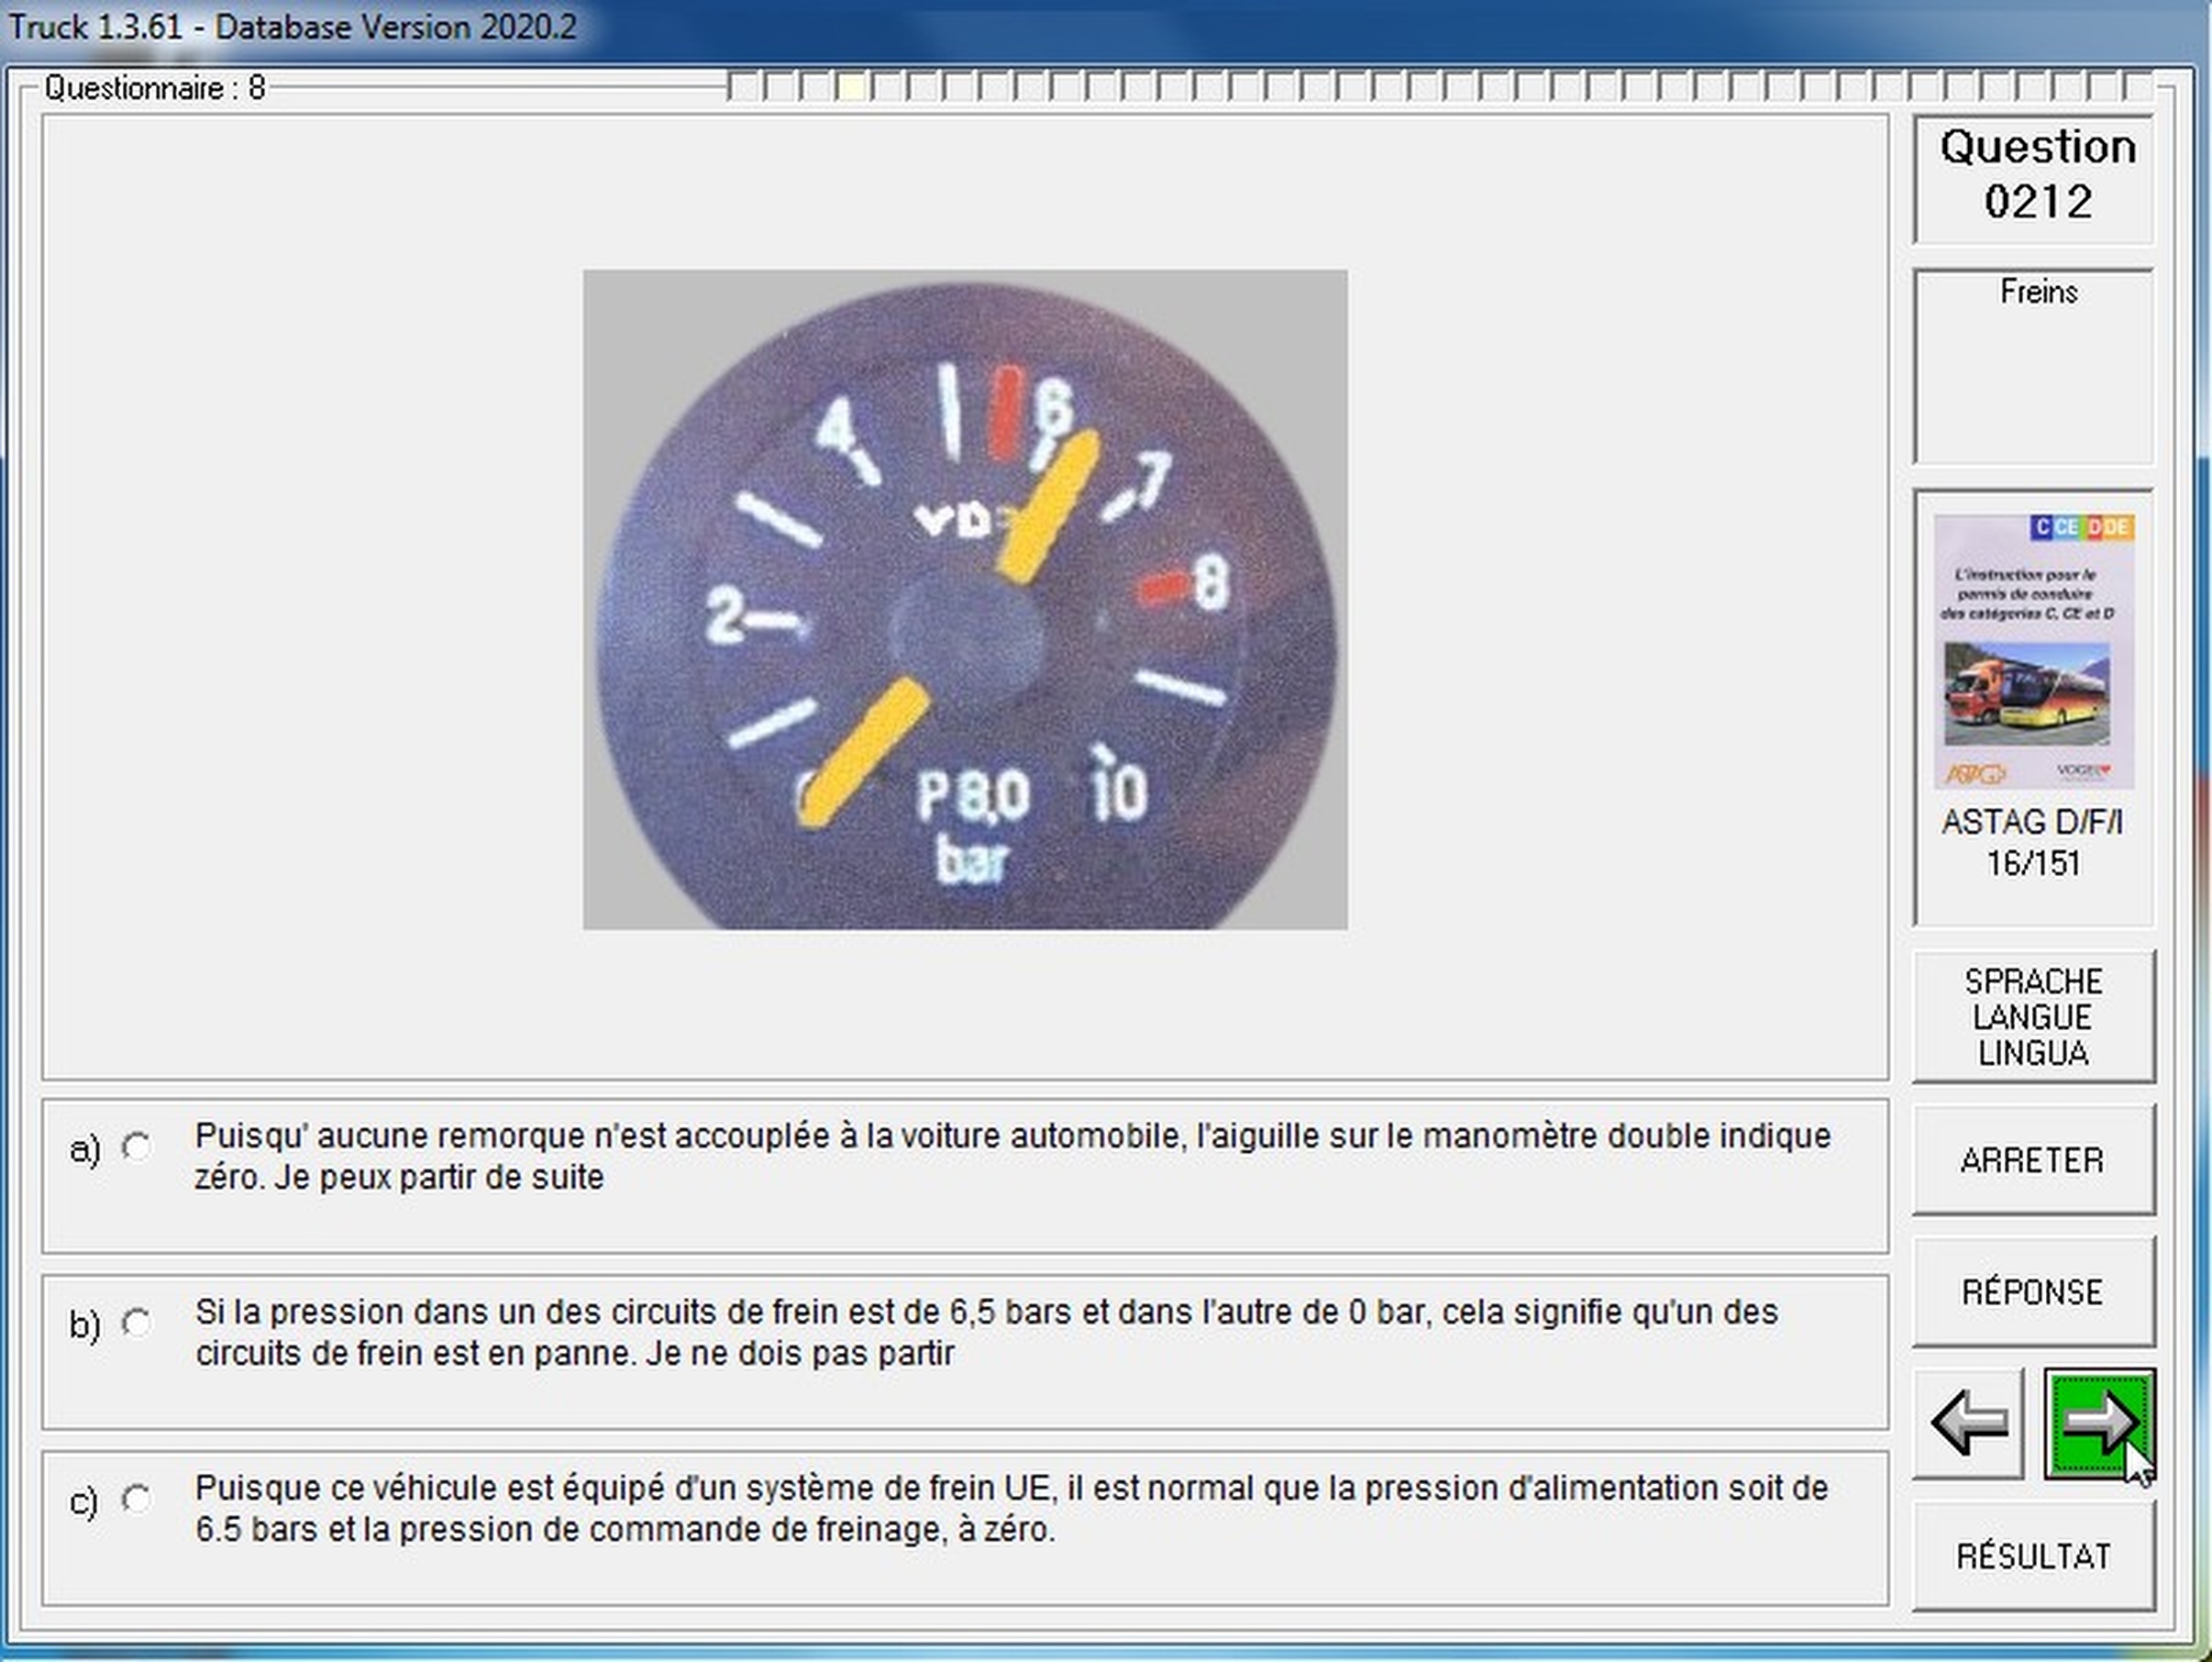 Truck 1.3.61 - Database Version 2020.2
Questionnaire : 8
Question
0212
Freins
4
6
7
2
8
P 8,0
10
bar
C CE D DE
L'instruction pour le
permis de conduire
des catégories C, CE et D
ASTAG
VOGEL
ASTAG D/F/I
16/151
SPRACHE
LANGUE
LINGUA
ARRETER
RÉPONSE
RÉSULTAT
a) Puisqu' aucune remorque n'est accouplée à la voiture automobile, l'aiguille sur le manomètre double indique
zéro. Je peux partir de suite
b) Si la pression dans un des circuits de frein est de 6,5 bars et dans l'autre de 0 bar, cela signifie qu'un des
circuits de frein est en panne. Je ne dois pas partir
c) Puisque ce véhicule est équipé d'un système de frein UE, il est normal que la pression d'alimentation soit de
6.5 bars et la pression de commande de freinage, à zéro.